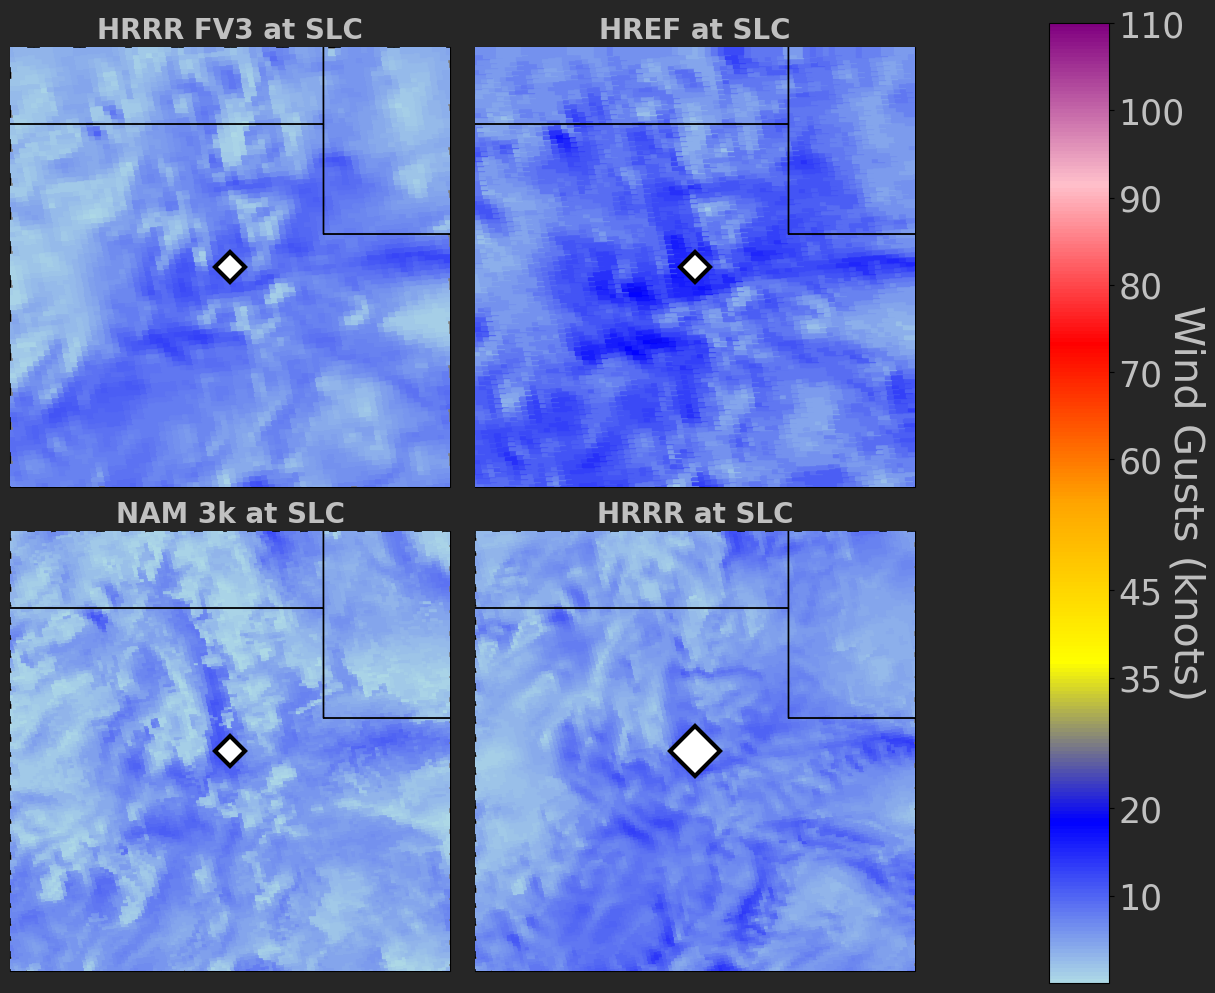 HRRR FV3 at SLC
HREF at SLC
NAM 3k at SLC
HRRR at SLC
110
100
90
80
70
60
45
35
20
10
Wind Gusts (knots)